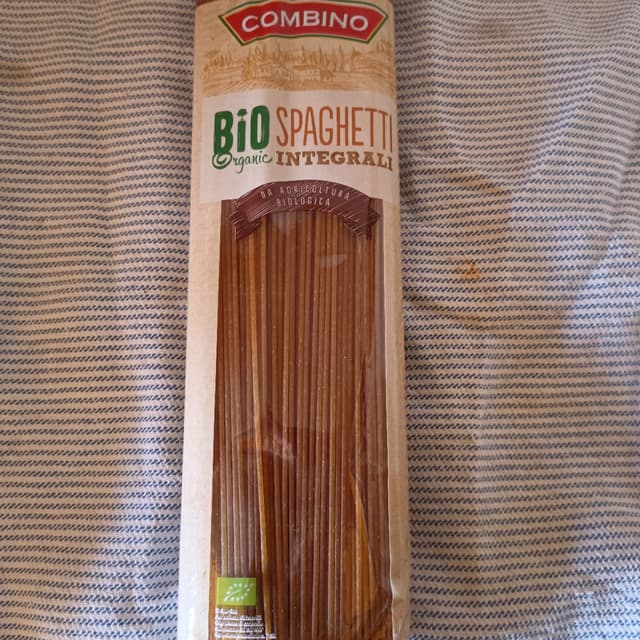 COMBINO
BiO SPAGHETTI
Organic INTEGRALI
DA AGRICOLTURA
BIOLOGICA